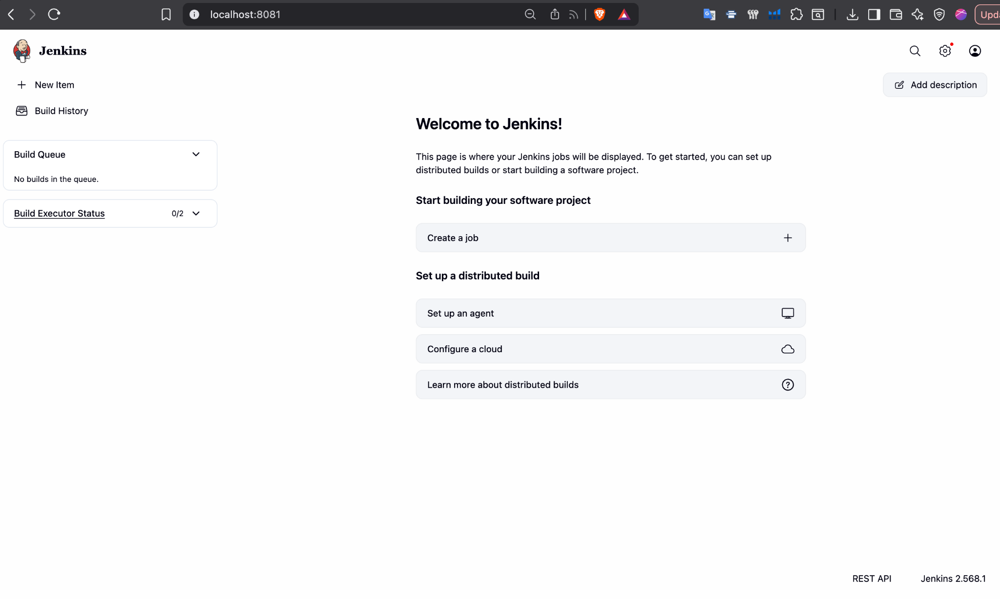 localhost:8081
Upda
Jenkins
New Item
Add description
Build History
Welcome to Jenkins!
Build Queue
No builds in the queue.
This page is where your Jenkins jobs will be displayed. To get started, you can set up
distributed builds or start building a software project.
Build Executor Status 0/2
Start building your software project
Create a job
Set up a distributed build
Set up an agent
Configure a cloud
Learn more about distributed builds
REST API
Jenkins 2.568.1